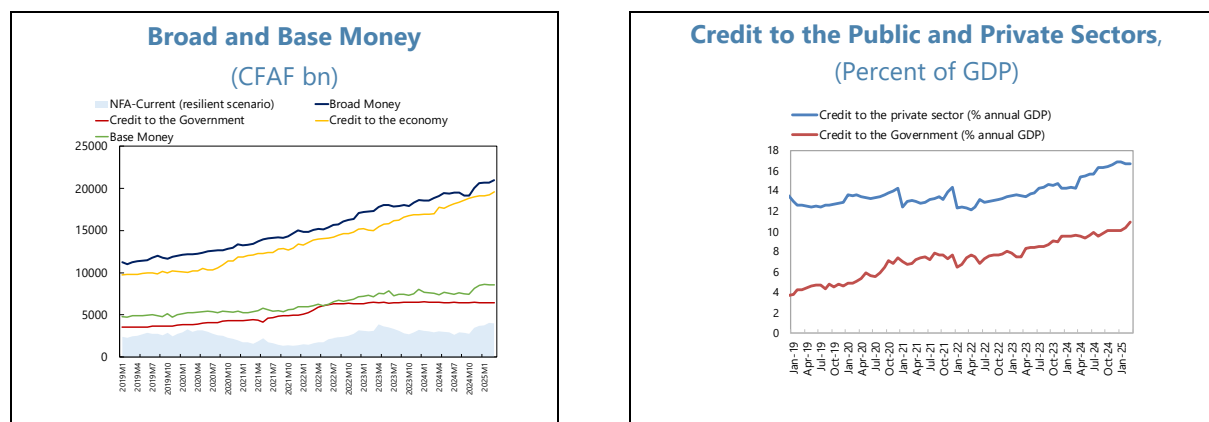 Broad and Base Money
(CFAF bn)
NFA-Current (resilient scenario)
Broad Money
Credit to the Government
Credit to the economy
Base Money
25000
20000
15000
10000
5000
0
2019M1
2019M4
2019M7
2019M10
2020M1
2020M4
2020M7
2020M10
2021M1
2021M4
2021M7
2021M10
2022M1
2022M4
2022M7
2022M10
2023M1
2023M4
2023M7
2023M10
2024M1
2024M4
2024M7
2024M10
2025M1
Credit to the Public and Private Sectors,
(Percent of GDP)
Credit to the private sector (% annual GDP)
Credit to the Government (% annual GDP)
18
16
14
12
10
8
6
4
2
0
Jan-19
Apr-19
Jul-19
Oct-19
Jan-20
Apr-20
Jul-20
Oct-20
Jan-21
Apr-21
Jul-21
Oct-21
Jan-22
Apr-22
Jul-22
Oct-22
Jan-23
Apr-23
Jul-23
Oct-23
Jan-24
Apr-24
Jul-24
Oct-24
Jan-25